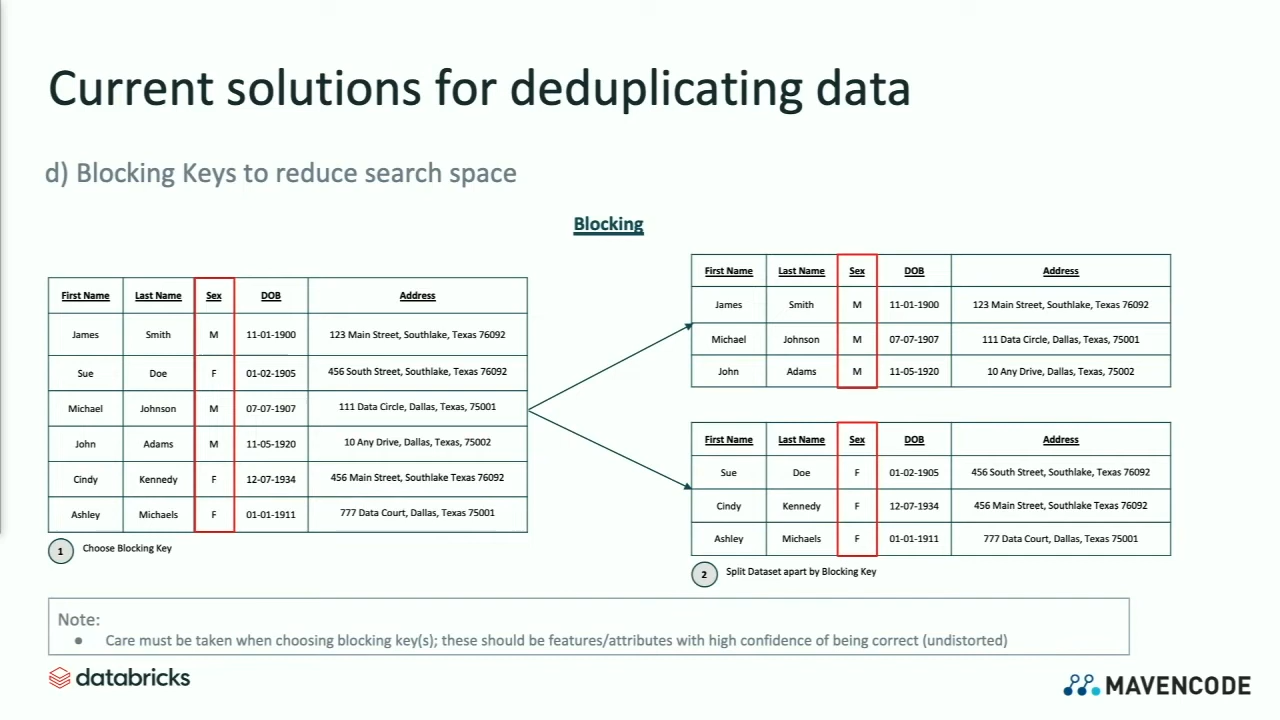 Current solutions for deduplicating data
d) Blocking Keys to reduce search space
Blocking
First Name Last Name Sex DOB Address
James Smith M 11-01-1900 123 Main Street, Southlake, Texas 76092
Sue Doe F 01-02-1905 456 South Street, Southlake, Texas 76092
Michael Johnson M 07-07-1907 111 Data Circle, Dallas, Texas, 75001
John Adams M 11-05-1920 10 Any Drive, Dallas, Texas, 75002
Cindy Kennedy F 12-07-1934 456 Main Street, Southlake Texas 76092
Ashley Michaels F 01-01-1911 777 Data Court, Dallas, Texas 75001
1 Choose Blocking Key
First Name Last Name Sex DOB Address
James Smith M 11-01-1900 123 Main Street, Southlake, Texas 76092
Michael Johnson M 07-07-1907 111 Data Circle, Dallas, Texas, 75001
John Adams M 11-05-1920 10 Any Drive, Dallas, Texas, 75002
First Name Last Name Sex DOB Address
Sue Doe F 01-02-1905 456 South Street, Southlake, Texas 76092
Cindy Kennedy F 12-07-1934 456 Main Street, Southlake Texas 76092
Ashley Michaels F 01-01-1911 777 Data Court, Dallas, Texas 75001
2 Split Dataset apart by Blocking Key
Note:
● Care must be taken when choosing blocking key(s); these should be features/attributes with high confidence of being correct (undistorted)
databricks
MAVENCODE